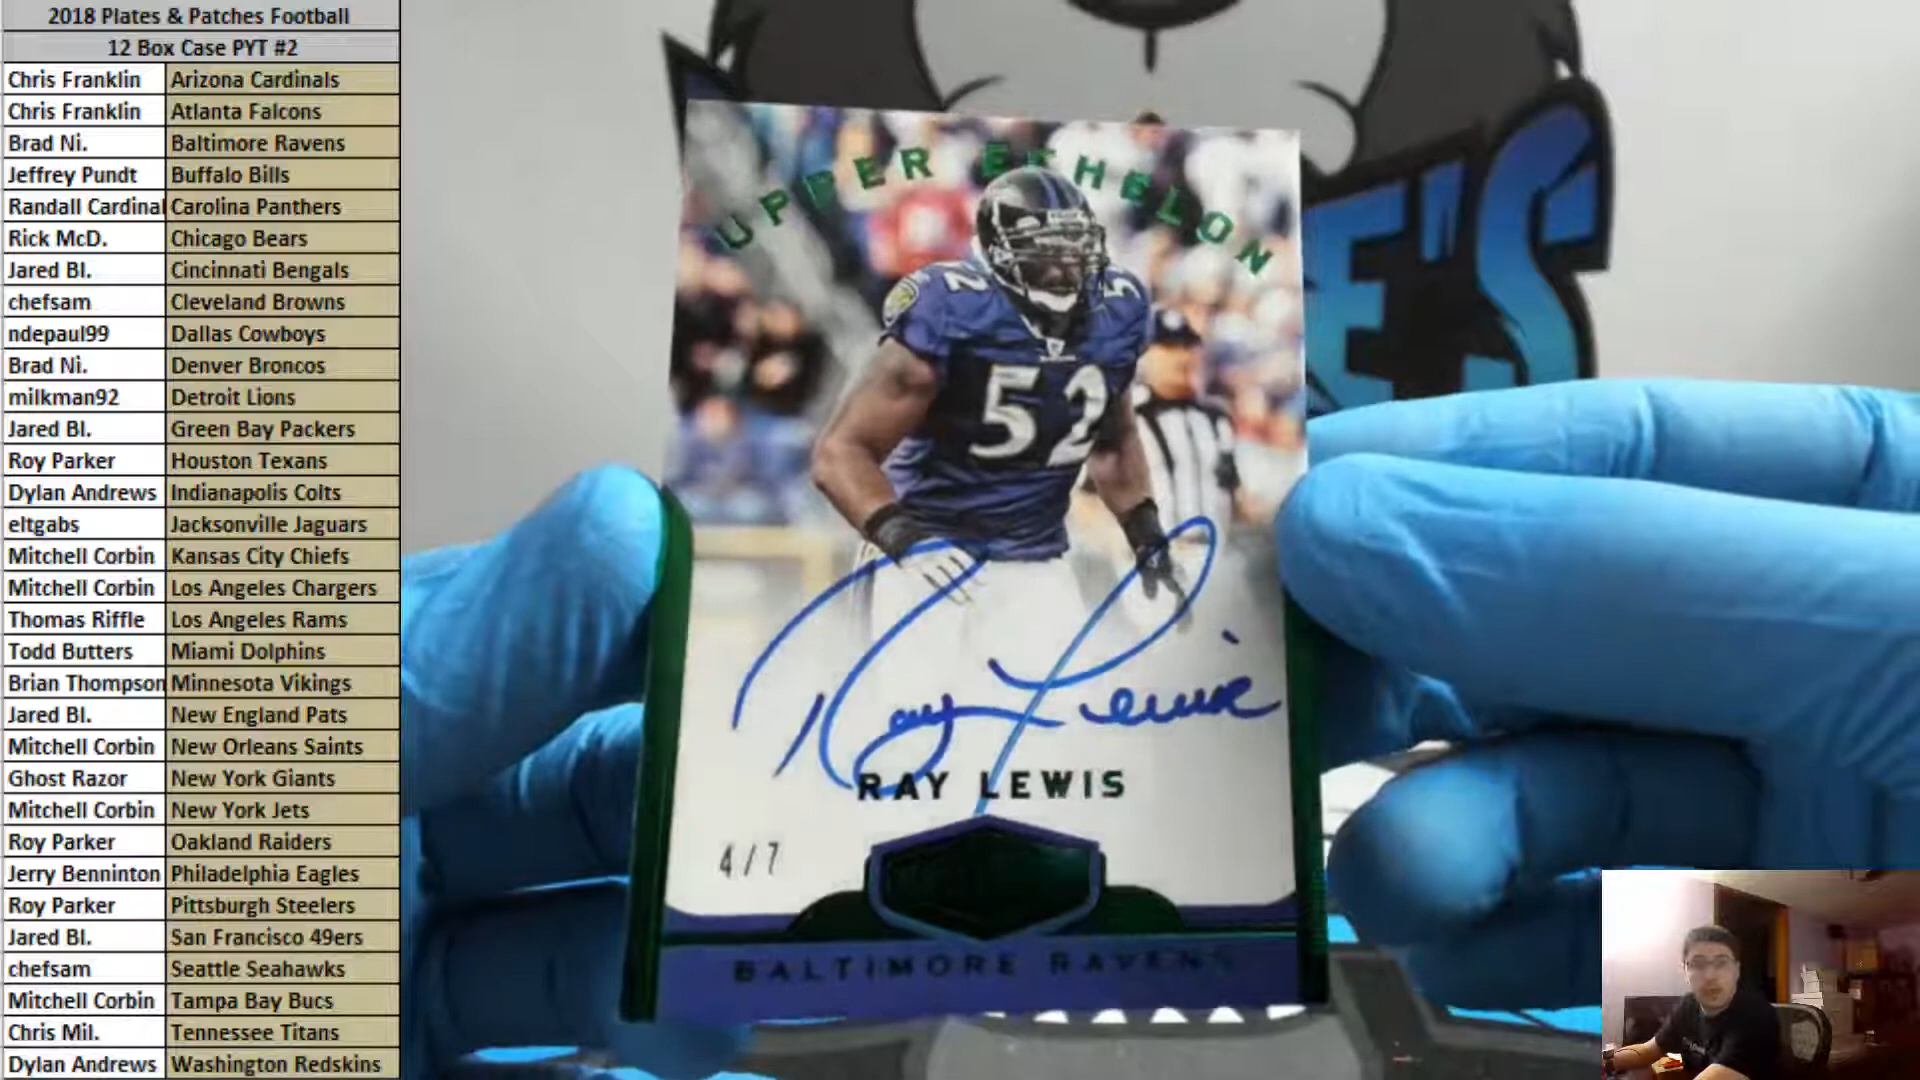 2018 Plates & Patches Football
12 Box Case PYT #2
Chris Franklin Arizona Cardinals
Chris Franklin Atlanta Falcons
Brad Ni. Baltimore Ravens
Jeffrey Pundt Buffalo Bills
Randall Cardinal Carolina Panthers
Rick McD. Chicago Bears
Jared Bl. Cincinnati Bengals
chefsam Cleveland Browns
ndepaul99 Dallas Cowboys
Brad Ni. Denver Broncos
milkman92 Detroit Lions
Jared Bl. Green Bay Packers
Roy Parker Houston Texans
Dylan Andrews Indianapolis Colts
eltgabs Jacksonville Jaguars
Mitchell Corbin Kansas City Chiefs
Mitchell Corbin Los Angeles Chargers
Thomas Riffle Los Angeles Rams
Todd Butters Miami Dolphins
Brian Thompson Minnesota Vikings
Jared Bl. New England Pats
Mitchell Corbin New Orleans Saints
Ghost Razor New York Giants
Mitchell Corbin New York Jets
Roy Parker Oakland Raiders
Jerry Benninton Philadelphia Eagles
Roy Parker Pittsburgh Steelers
Jared Bl. San Francisco 49ers
chefsam Seattle Seahawks
Mitchell Corbin Tampa Bay Bucs
Chris Mil. Tennessee Titans
Dylan Andrews Washington Redskins
UPPER ECHELON
52
52
52
Ray Lewis
RAY LEWIS
4/7
BALTIMORE RAVENS
E'S